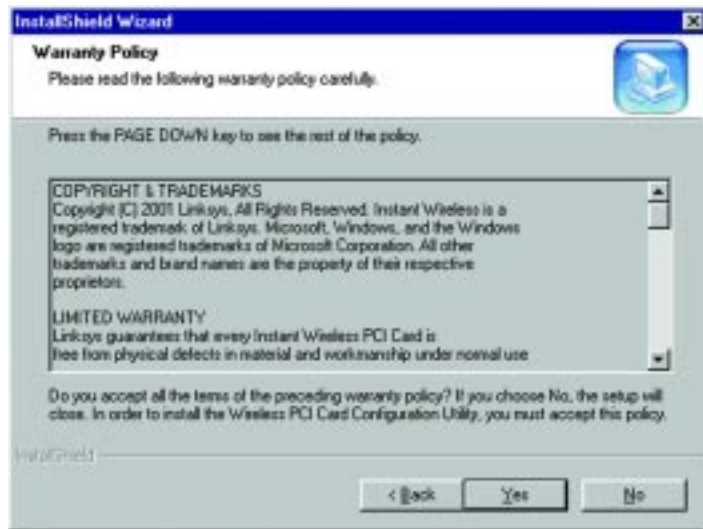 InstallShield Wizard
Warranty Policy
Please read the following warranty policy carefully.
Press the PAGE DOWN key to see the rest of the policy.
COPYRIGHT & TRADEMARKS
Copyright (C) 2001 Linksys, All Rights Reserved. Instant Wireless is a
registered trademark of Linksys. Microsoft, Windows, and the Windows
logo are registered trademarks of Microsoft Corporation. All other
trademarks and brand names are the property of their respective
proprietors.
LIMITED WARRANTY
Linksys guarantees that every Instant Wireless PCI Card is
free from physical defects in material and workmanship under normal use
Do you accept all the terms of the preceding warranty policy? If you choose No, the setup will
close. In order to install the Wireless PCI Card Configuration Utility, you must accept this policy.
InstallShield
< Back
Yes
No